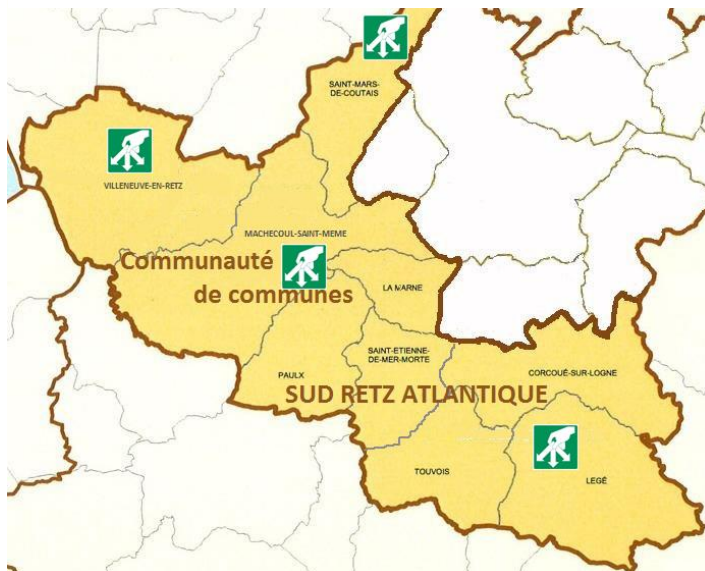 SAINT-MARS-
DE-COUTAIS
VILLENEUVE-EN-RETZ
MACHECOUL-SAINT-MEME
Communauté
de communes
LA MARNE
SAINT-ETIENNE-
DE-MER-MORTE
PAULX
CORCOUÉ-SUR-LOGNE
SUD RETZ ATLANTIQUE
TOUVOIS
LEGÉ